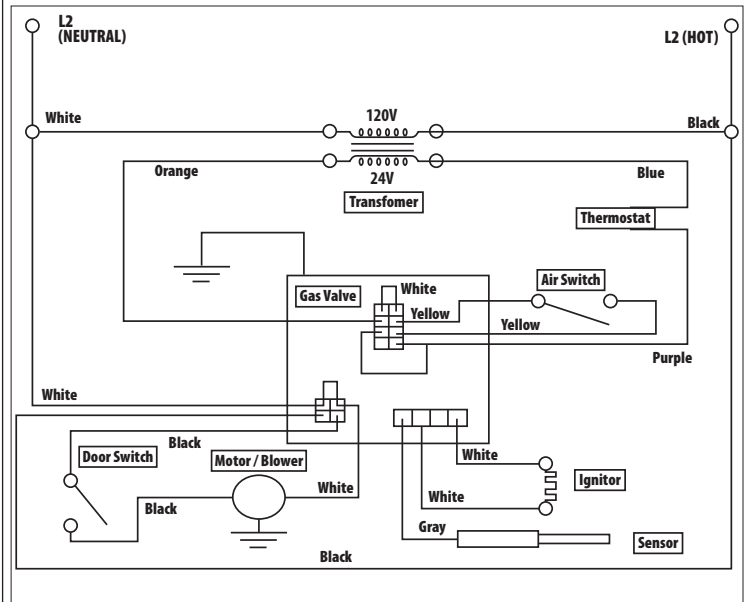 L2
(NEUTRAL)
L2 (HOT)
White
120V
Black
Orange
24V
Blue
Transfomer
Thermostat
Gas Valve
White
Air Switch
Yellow
Yellow
Purple
White
Black
Door Switch
Motor / Blower
White
Ignitor
White
White
Black
Gray
Sensor
Black